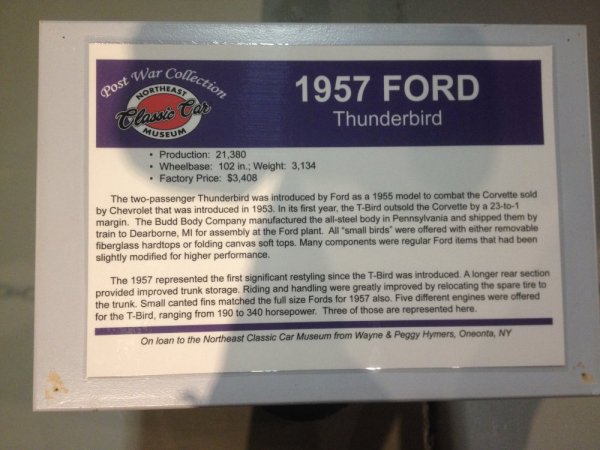 Post War Collection
NORTHEAST
Classic Car
MUSEUM
1957 FORD
Thunderbird
• Production: 21,380
• Wheelbase: 102 in.; Weight: 3,134
• Factory Price: $3,408
The two-passenger Thunderbird was introduced by Ford as a 1955 model to combat the Corvette sold
by Chevrolet that was introduced in 1953. In its first year, the T-Bird outsold the Corvette by a 23-to-1
margin. The Budd Body Company manufactured the all-steel body in Pennsylvania and shipped them by
train to Dearborne, MI for assembly at the Ford plant. All “small birds” were offered with either removable
fiberglass hardtops or folding canvas soft tops. Many components were regular Ford items that had been
slightly modified for higher performance.
The 1957 represented the first significant restyling since the T-Bird was introduced. A longer rear section
provided improved trunk storage. Riding and handling were greatly improved by relocating the spare tire to
the trunk. Small canted fins matched the full size Fords for 1957 also. Five different engines were offered
for the T-Bird, ranging from 190 to 340 horsepower. Three of those are represented here.
On loan to the Northeast Classic Car Museum from Wayne & Peggy Hymers, Oneonta, NY